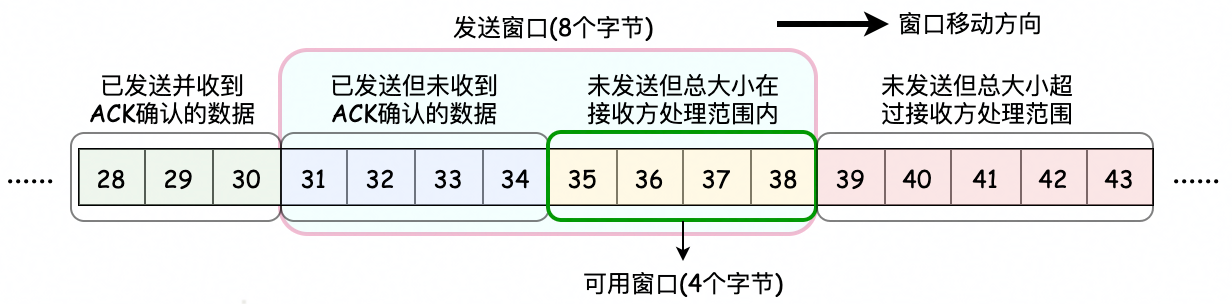 发送窗口(8个字节)
窗口移动方向
已发送并收到
ACK确认的数据
已发送但未收到
ACK确认的数据
未发送但总大小在
接收方处理范围内
未发送但总大小超
过接收方处理范围
...... 28 29 30 31 32 33 34 35 36 37 38 39 40 41 42 43 ......
可用窗口(4个字节)